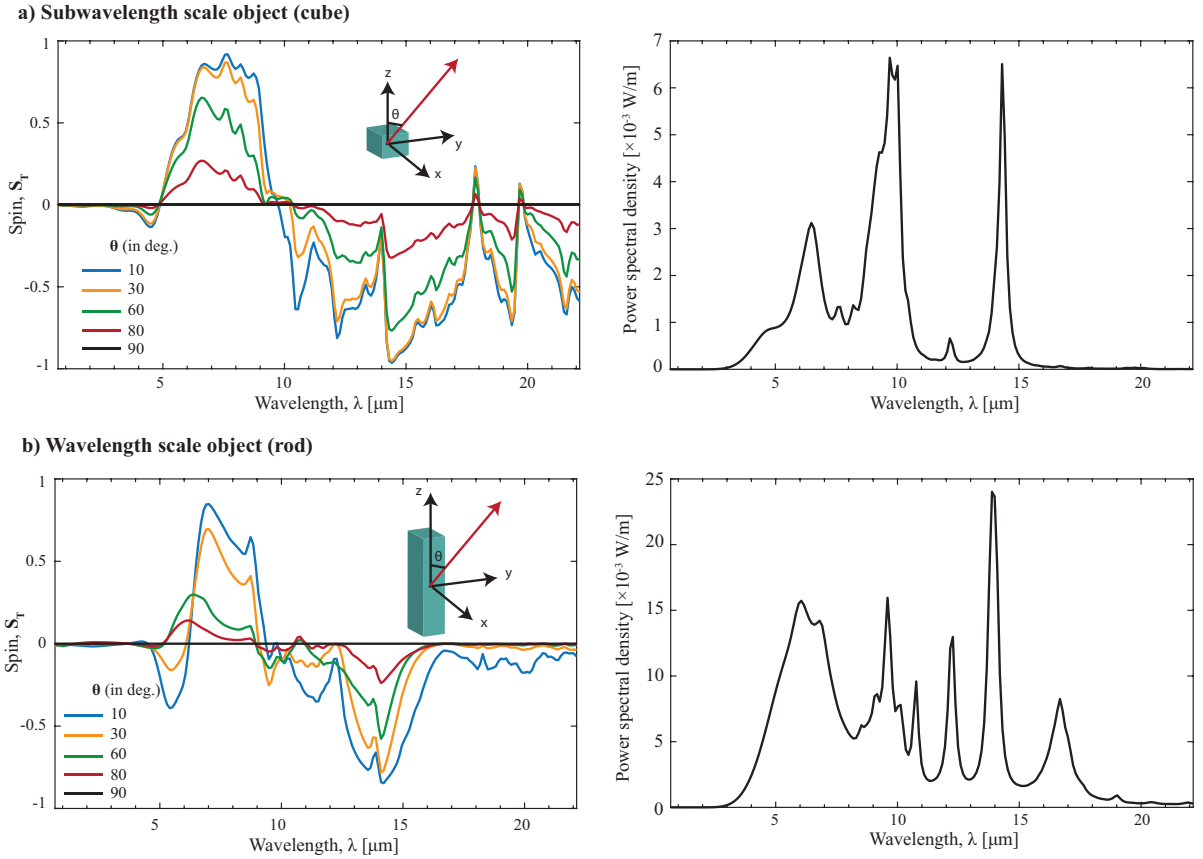 a) Subwavelength scale object (cube)
1
0.5
0
-0.5
-1
Spin, S_T
θ (in deg.)
10
30
60
80
90
z
θ
y
x
5
10
15
20
Wavelength, λ [μm]
7
6
5
4
3
2
1
0
Power spectral density [×10⁻³ W/m]
5
10
15
20
Wavelength, λ [μm]
b) Wavelength scale object (rod)
1
0.5
0
-0.5
-1
Spin, S_T
θ (in deg.)
10
30
60
80
90
z
θ
y
x
5
10
15
20
Wavelength, λ [μm]
25
20
15
10
5
0
Power spectral density [×10⁻³ W/m]
5
10
15
20
Wavelength, λ [μm]